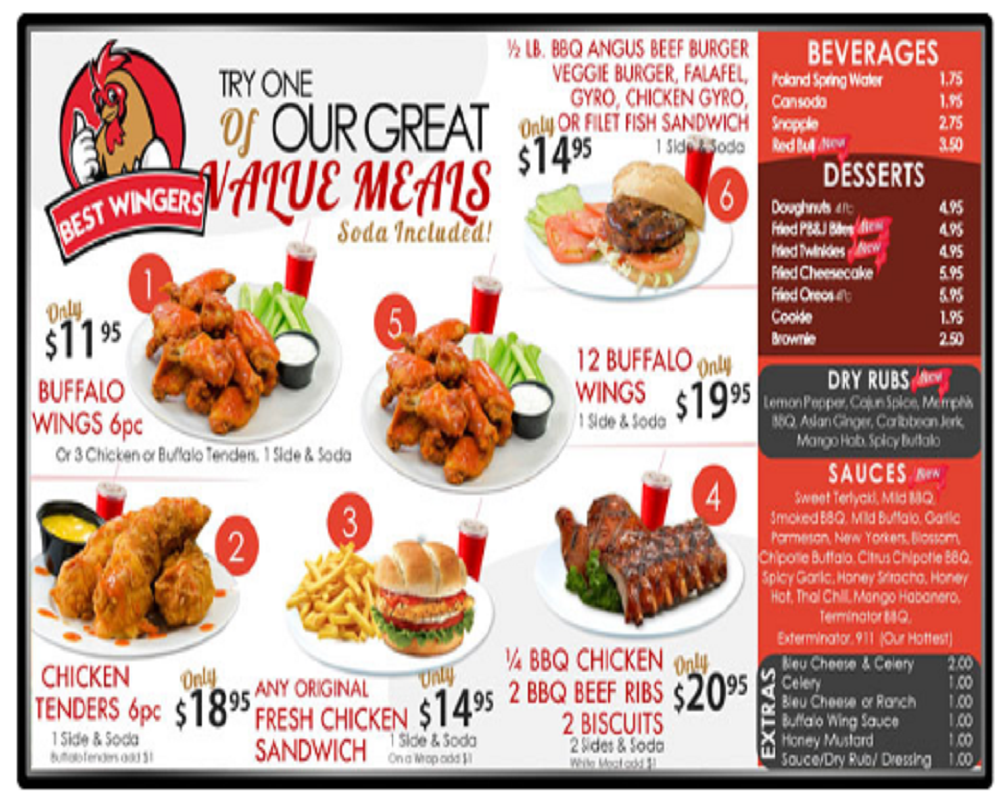 BEST WINGERS
TRY ONE
Of OUR GREAT
VALUE MEALS
Soda Included!
½ LB. BBQ ANGUS BEEF BURGER
VEGGIE BURGER, FALAFEL,
GYRO, CHICKEN GYRO,
OR FILET FISH SANDWICH
Only
$14.95
1 Side & Soda
6
1
Only
$11.95
BUFFALO
WINGS 6pc
Or 3 Chicken or Buffalo Tenders, 1 Side & Soda
5
12 BUFFALO
WINGS
1 Side & Soda
Only
$19.95
2
CHICKEN
TENDERS 6pc
1 Side & Soda
Buffalo Tenders add $1
Only
$18.95
3
ANY ORIGINAL
FRESH CHICKEN
SANDWICH
Only
$14.95
1 Side & Soda
On a Wrap add $1
4
¼ BBQ CHICKEN
2 BBQ BEEF RIBS
2 BISCUITS
2 Sides & Soda
White Meat add $1
Only
$20.95
BEVERAGES
Poland Spring Water 1.75
Can soda 1.95
Snapple 2.75
Red Bull New 3.50
DESSERTS
Doughnuts 4Pc 4.95
Fried PB&J Bites New 4.95
Fried Twinkies New 4.95
Fried Cheesecake 5.95
Fried Oreos 4Pc 5.95
Cookie 1.95
Brownie 2.50
DRY RUBS New
Lemon Pepper, Cajun Spice, Memphis
BBQ, Asian Ginger, Caribbean Jerk,
Mango Hab, Spicy Buffalo
SAUCES New
Sweet Teriyaki, Mild BBQ,
Smoked BBQ, Mild Buffalo, Garlic
Parmesan, New Yorkers, Blossom,
Chipotle Buffalo, Citrus Chipotle BBQ,
Spicy Garlic, Honey Sriracha, Honey
Hot, Thai Chili, Mango Habanero,
Terminator BBQ,
Exterminator, 911 (Our Hottest)
EXTRAS
Bleu Cheese & Celery 2.00
Celery 1.00
Bleu Cheese or Ranch 1.00
Buffalo Wing Sauce 1.00
Honey Mustard 1.00
Sauce/Dry Rub/ Dressing 1.00